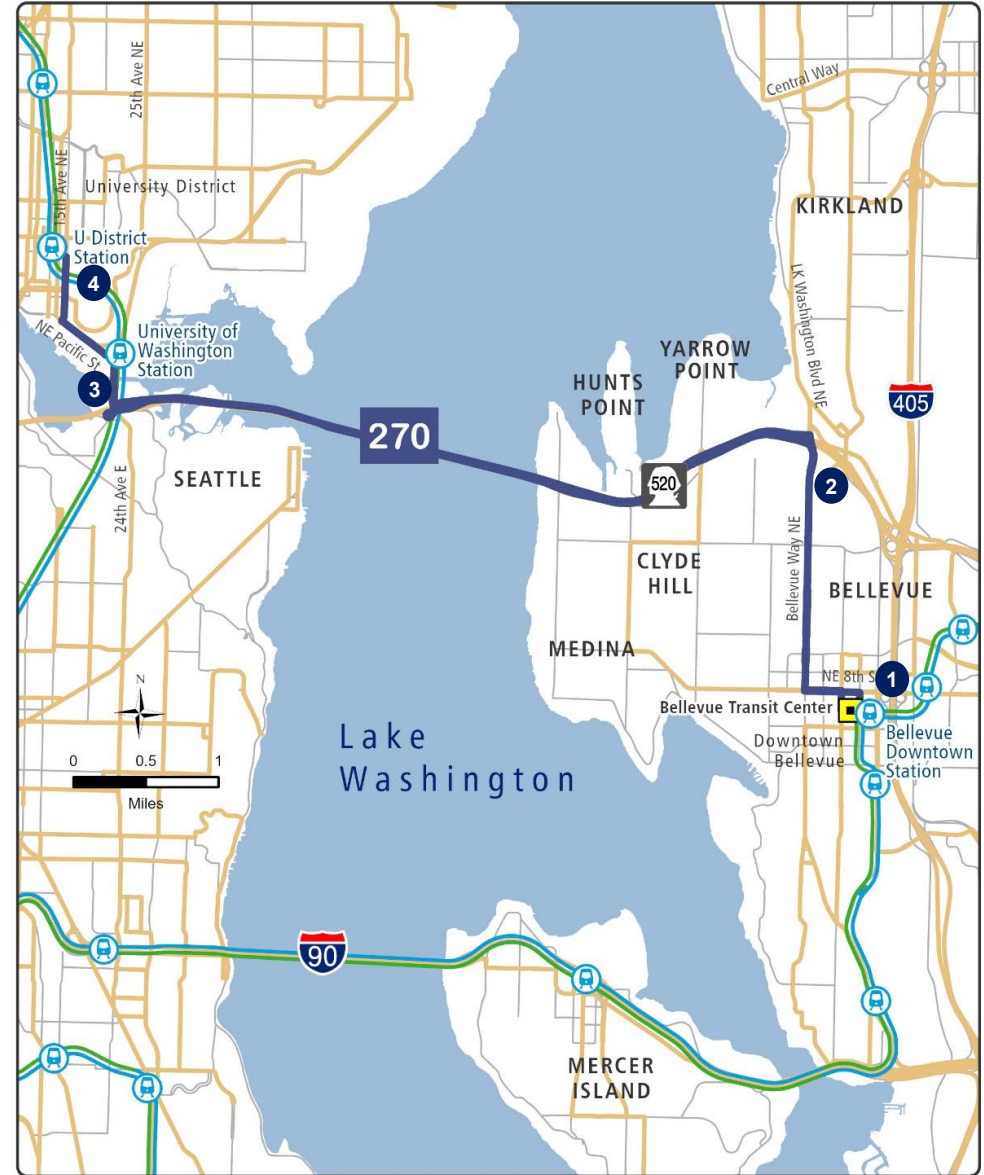 Central Way
25th Ave NE
15th Ave NE
University District
KIRKLAND
U District
Station
4
LK Washington Blvd NE
NE Pacific St
University of
Washington
Station
YARROW
POINT
HUNTS
POINT
405
3
270
SEATTLE
520
2
24th Ave E
Bellevue Way NE
CLYDE
HILL
BELLEVUE
MEDINA
NE 8th S
1
N
Bellevue Transit Center
Downtown
Bellevue
Bellevue
Downtown
Station
Lake
Washington
0 0.5 1
Miles
90
MERCER
ISLAND